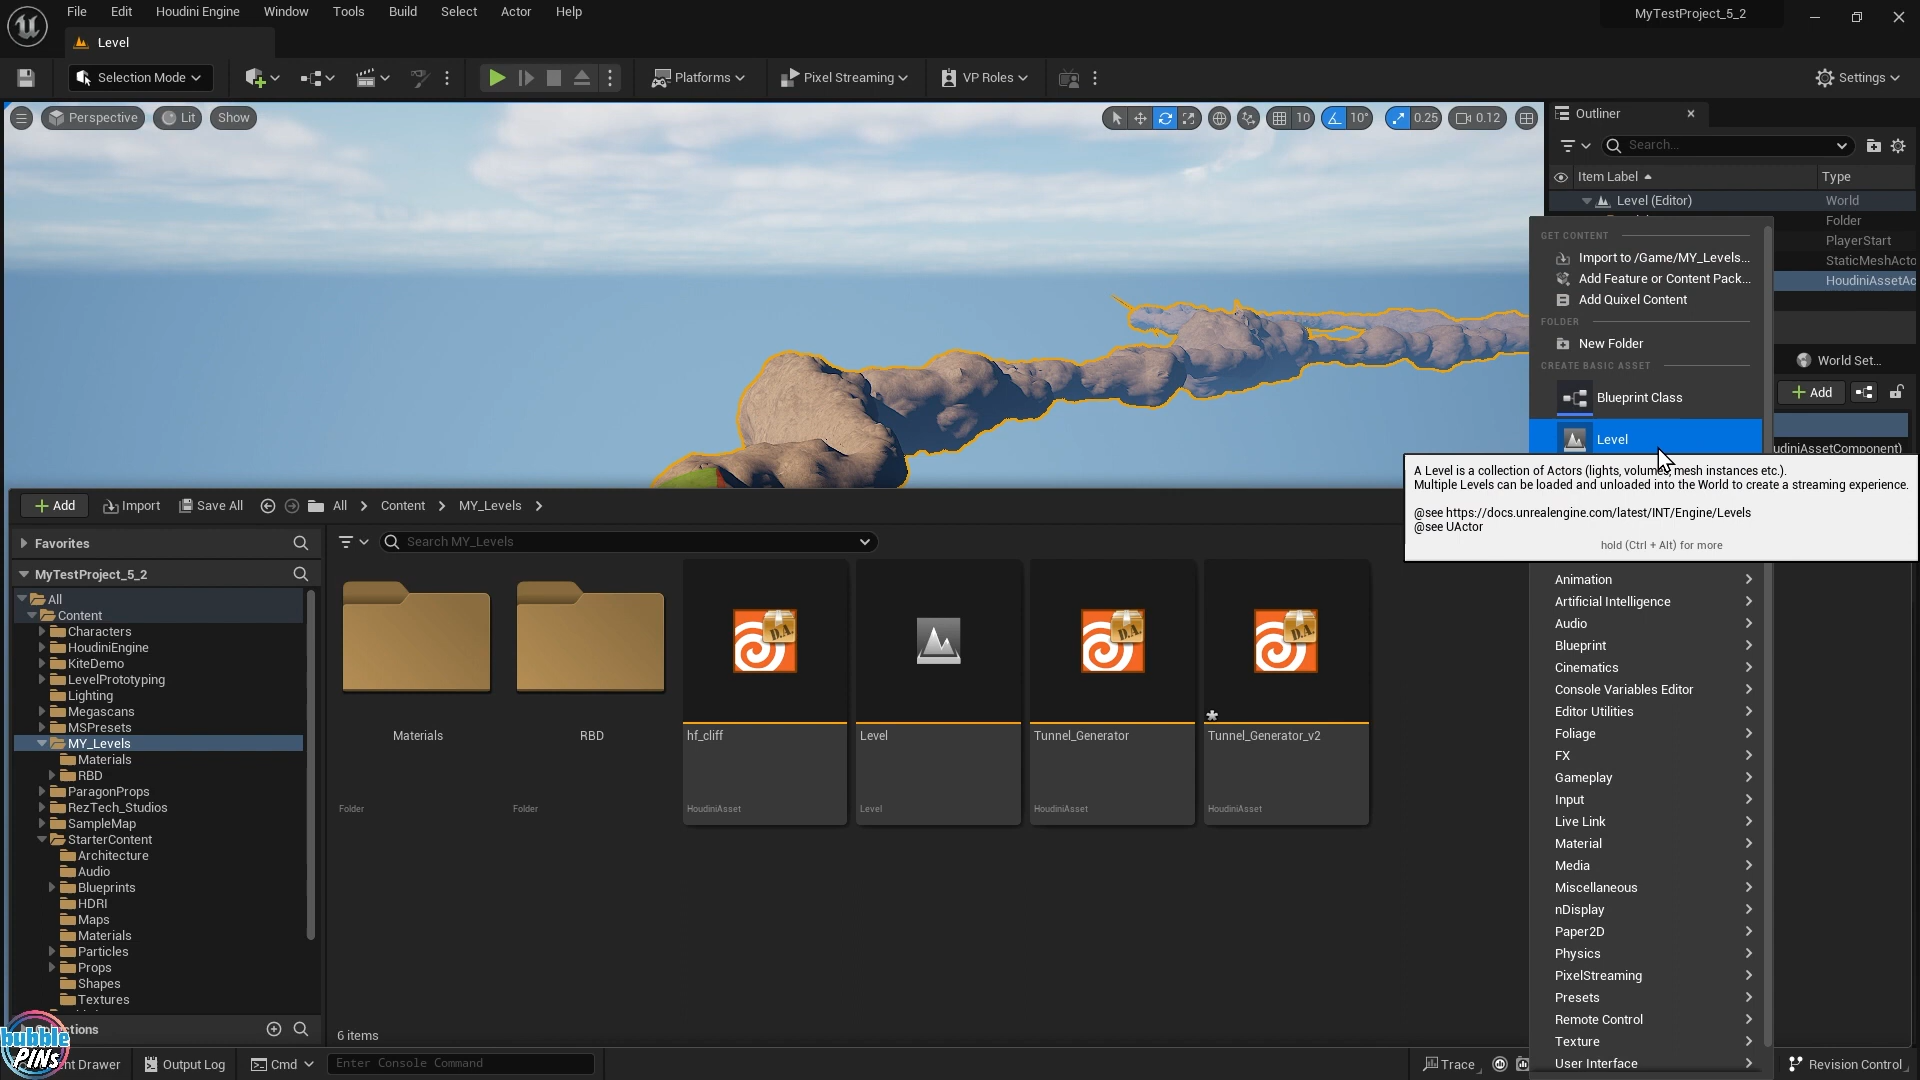 File Edit Houdini Engine Window Tools Build Select Actor Help
MyTestProject_5_2
Level
Selection Mode
Platforms
Pixel Streaming
VP Roles
Settings
Perspective
Lit
Show
10
10°
0.25
0.12
Outliner
Search...
Item Label
Type
Level (Editor)
World
Folder
PlayerStart
StaticMeshActo
HoudiniAssetAc
GET CONTENT
Import to /Game/MY_Levels...
Add Feature or Content Pack...
Add Quixel Content
FOLDER
New Folder
CREATE BASIC ASSET
Blueprint Class
Level
World Set...
Add
udiniAssetComponent)
A Level is a collection of Actors (lights, volumes, mesh instances etc.).
Multiple Levels can be loaded and unloaded into the World to create a streaming experience.
@see https://docs.unrealengine.com/latest/INT/Engine/Levels
@see UActor
hold (Ctrl + Alt) for more
Animation
Artificial Intelligence
Audio
Blueprint
Cinematics
Console Variables Editor
Editor Utilities
Foliage
FX
Gameplay
Input
Live Link
Material
Media
Miscellaneous
nDisplay
Paper2D
Physics
PixelStreaming
Presets
Remote Control
Texture
User Interface
Add
Import
Save All
All
Content
MY_Levels
Favorites
Search MY_Levels
MyTestProject_5_2
All
Content
Characters
HoudiniEngine
KiteDemo
LevelPrototyping
Lighting
Megascans
MSPresets
MY_Levels
Materials
RBD
ParagonProps
RezTech_Studios
SampleMap
StarterContent
Architecture
Audio
Blueprints
HDRI
Maps
Materials
Particles
Props
Shapes
Textures
Materials
Folder
RBD
Folder
D.A.
hf_cliff
HoudiniAsset
Level
Level
D.A.
Tunnel_Generator
HoudiniAsset
D.A.
Tunnel_Generator_v2
HoudiniAsset
6 items
bubble
PiNs
Output Log
Cmd
Enter Console Command
Trace
Revision Control